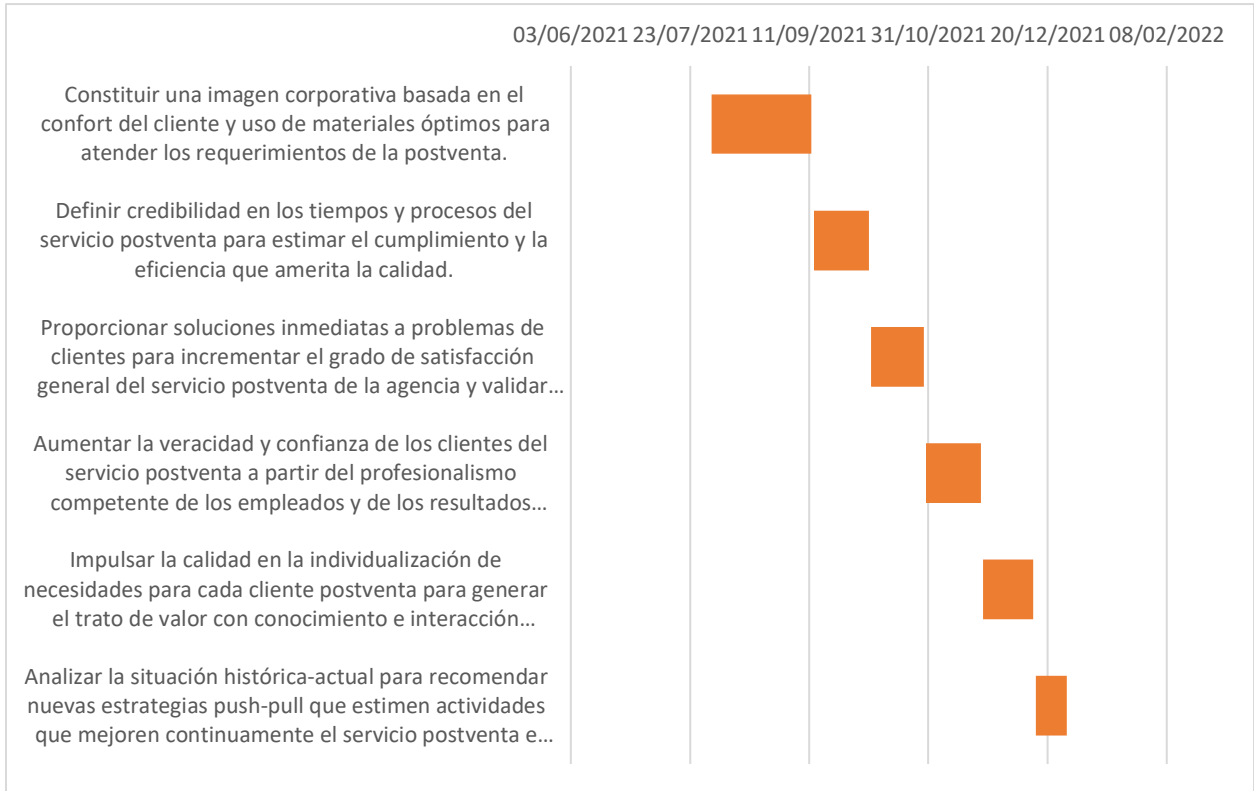 03/06/2021 23/07/2021 11/09/2021 31/10/2021 20/12/2021 08/02/2022
Constituir una imagen corporativa basada en el
confort del cliente y uso de materiales óptimos para
atender los requerimientos de la postventa.
Definir credibilidad en los tiempos y procesos del
servicio postventa para estimar el cumplimiento y la
eficiencia que amerita la calidad.
Proporcionar soluciones inmediatas a problemas de
clientes para incrementar el grado de satisfacción
general del servicio postventa de la agencia y validar...
Aumentar la veracidad y confianza de los clientes del
servicio postventa a partir del profesionalismo
competente de los empleados y de los resultados...
Impulsar la calidad en la individualización de
necesidades para cada cliente postventa para generar
el trato de valor con conocimiento e interacción...
Analizar la situación histórica-actual para recomendar
nuevas estrategias push-pull que estimen actividades
que mejoren continuamente el servicio postventa e...